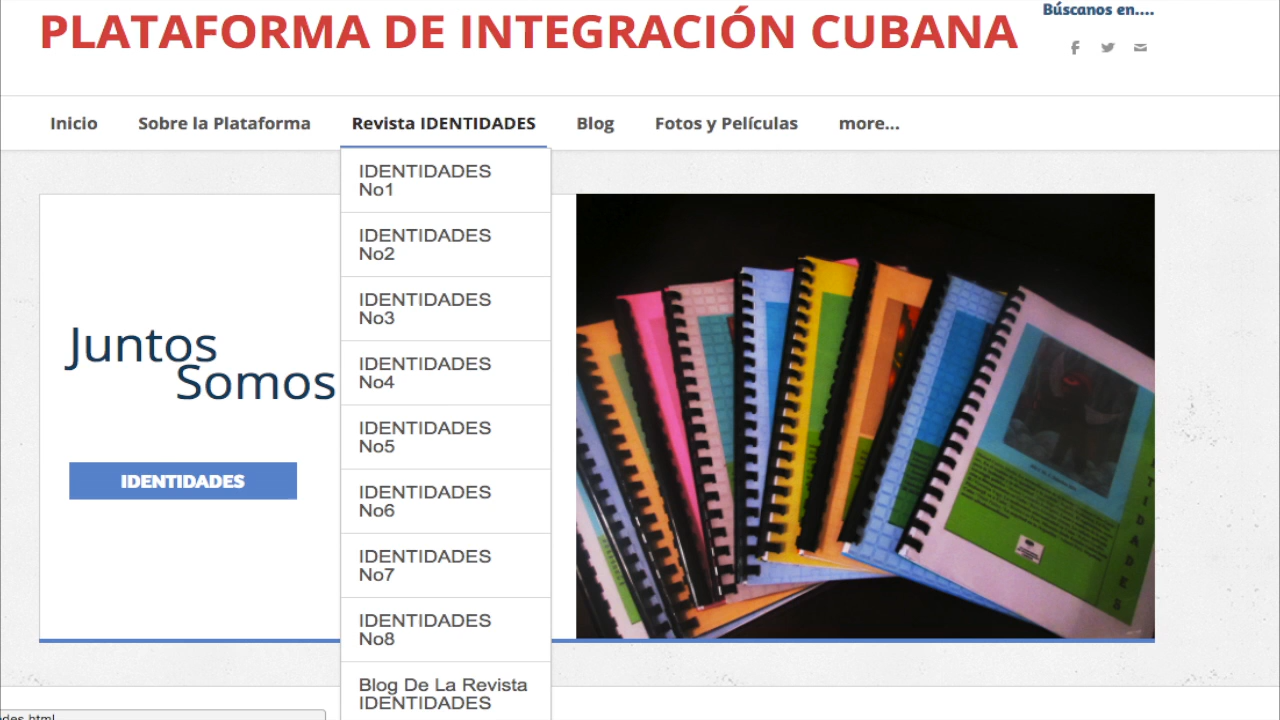 PLATAFORMA DE INTEGRACIÓN CUBANA
Búscanos en....
Inicio
Sobre la Plataforma
Revista IDENTIDADES
Blog
Fotos y Películas
more...
IDENTIDADES
No1
IDENTIDADES
No2
IDENTIDADES
No3
IDENTIDADES
No4
IDENTIDADES
No5
IDENTIDADES
No6
IDENTIDADES
No7
IDENTIDADES
No8
Blog De La Revista
IDENTIDADES
Juntos
Somos
IDENTIDADES